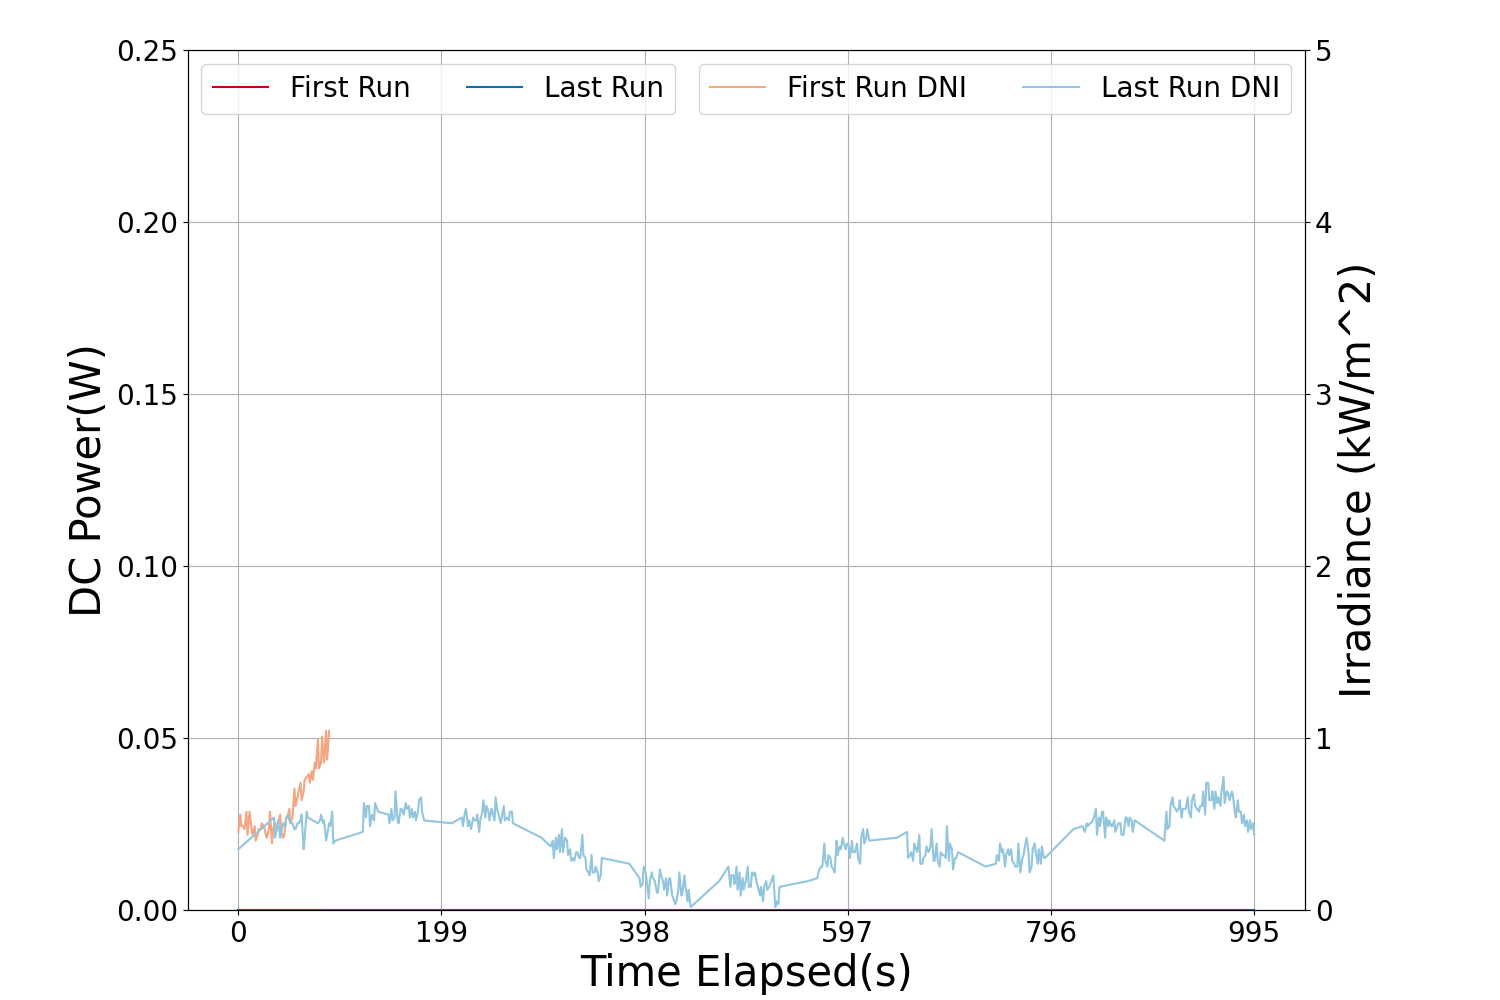 First Run
Last Run
First Run DNI
Last Run DNI
DC Power(W)
0.25
0.20
0.15
0.10
0.05
0.00
Irradiance (kW/m^2)
5
4
3
2
1
0
0 199 398 597 796 995
Time Elapsed(s)